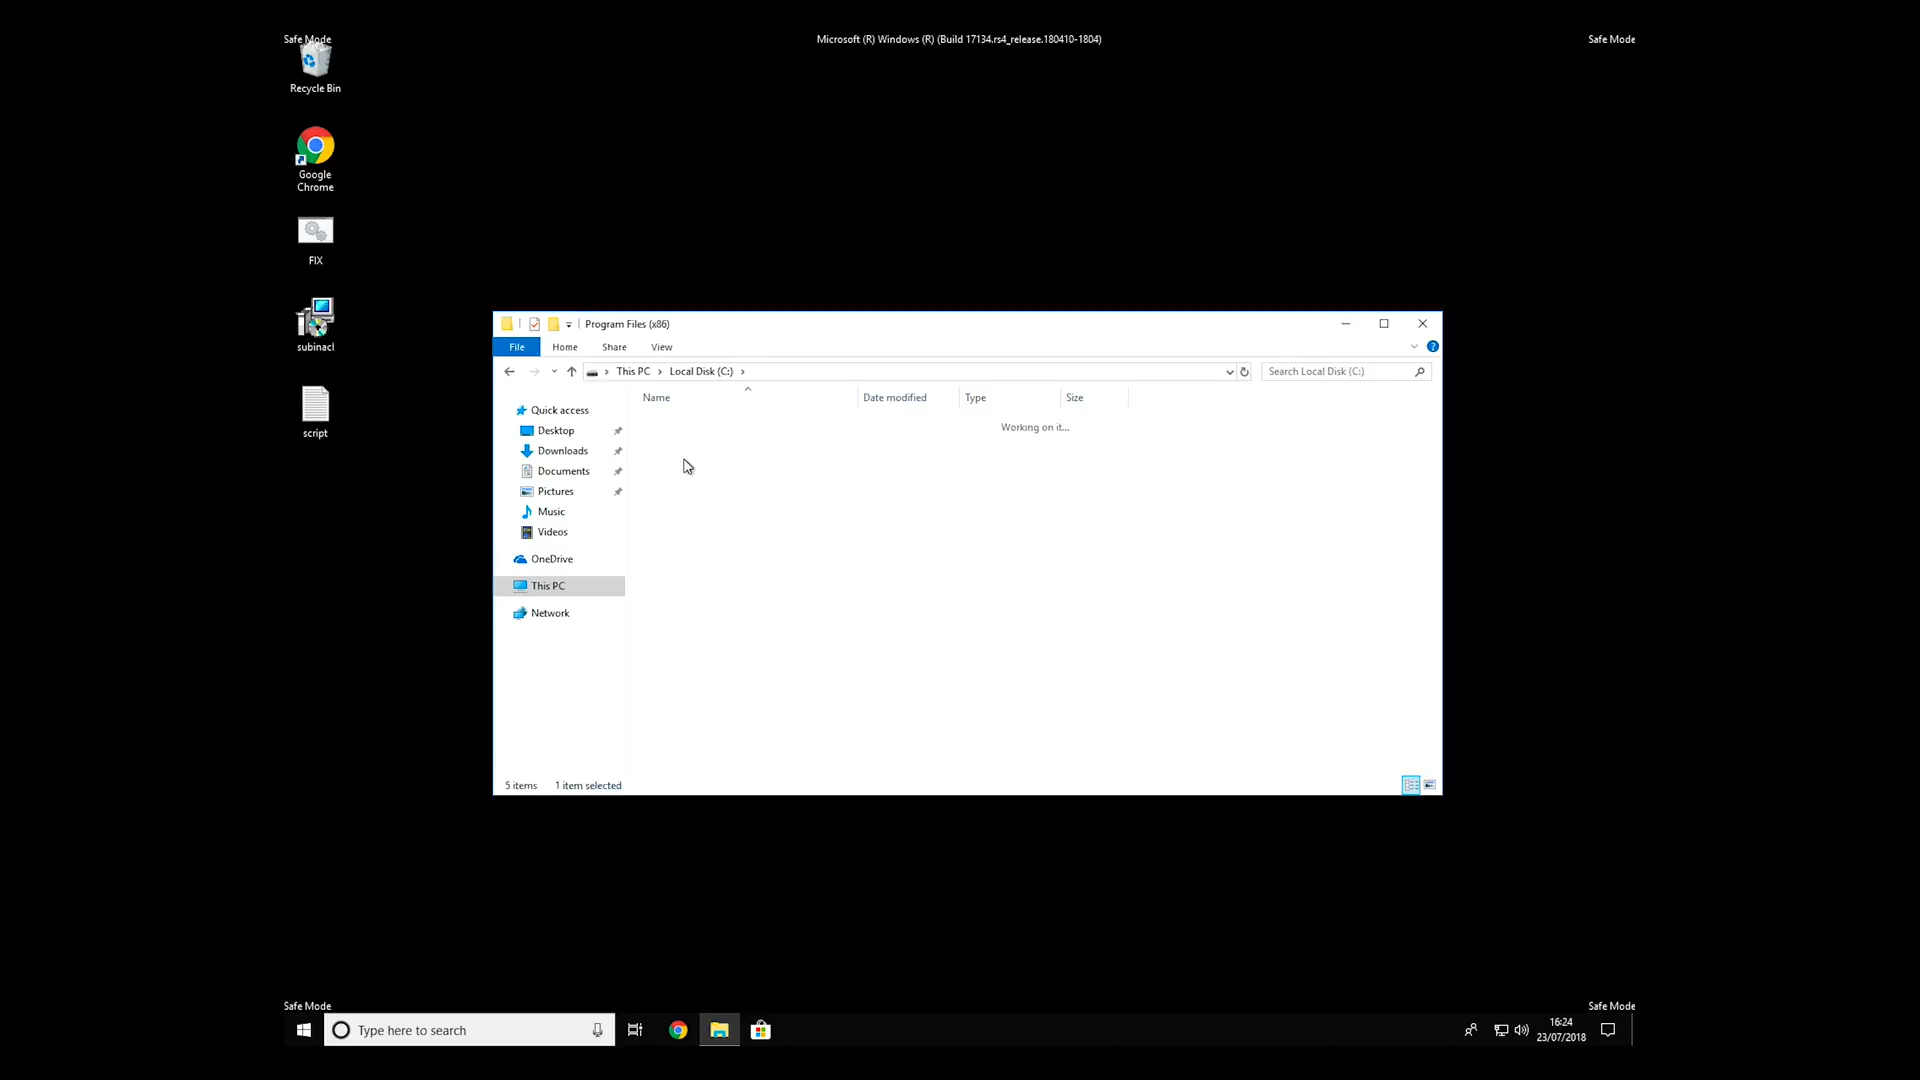 Safe Mode
Microsoft (R) Windows (R) (Build 17134.rs4_release.180410-1804)
Safe Mode
Recycle Bin
Google
Chrome
FIX
subinacl
script
Program Files (x86)
File
Home
Share
View
This PC
Local Disk (C:)
Search Local Disk (C:)
Name
Date modified
Type
Size
Working on it...
Quick access
Desktop
Downloads
Documents
Pictures
Music
Videos
OneDrive
This PC
Network
5 items
1 item selected
Safe Mode
Safe Mode
Type here to search
16:24
23/07/2018